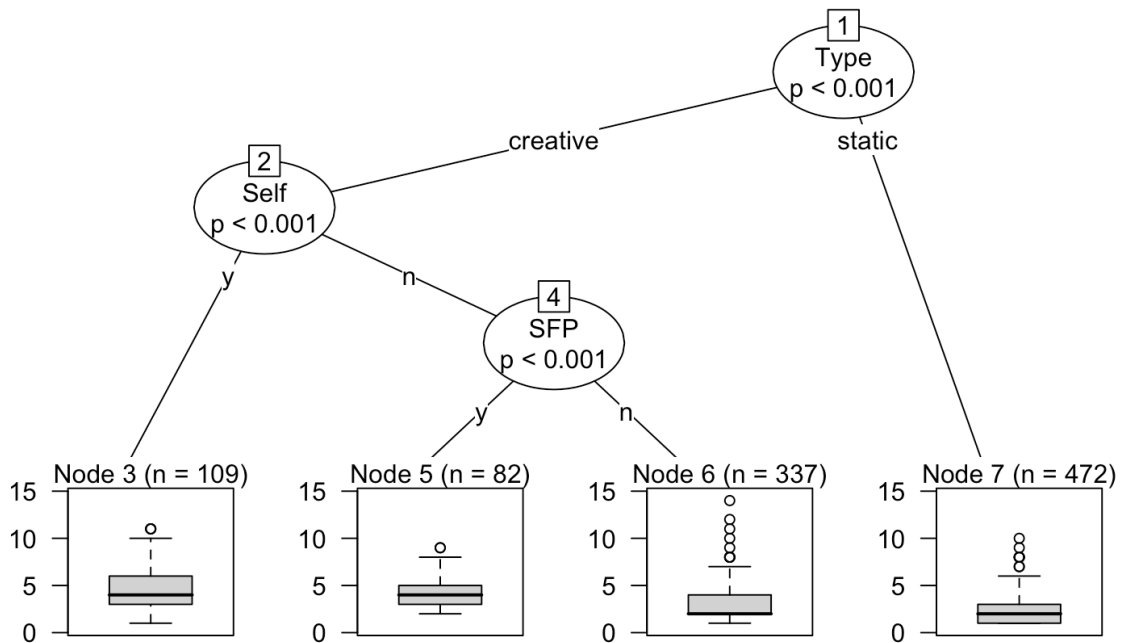 1
Type
p < 0.001
creative
static
2
Self
p < 0.001
y
n
4
SFP
p < 0.001
y
n
Node 3 (n = 109)
15
10
5
0
Node 5 (n = 82)
15
10
5
0
Node 6 (n = 337)
15
10
5
0
Node 7 (n = 472)
15
10
5
0